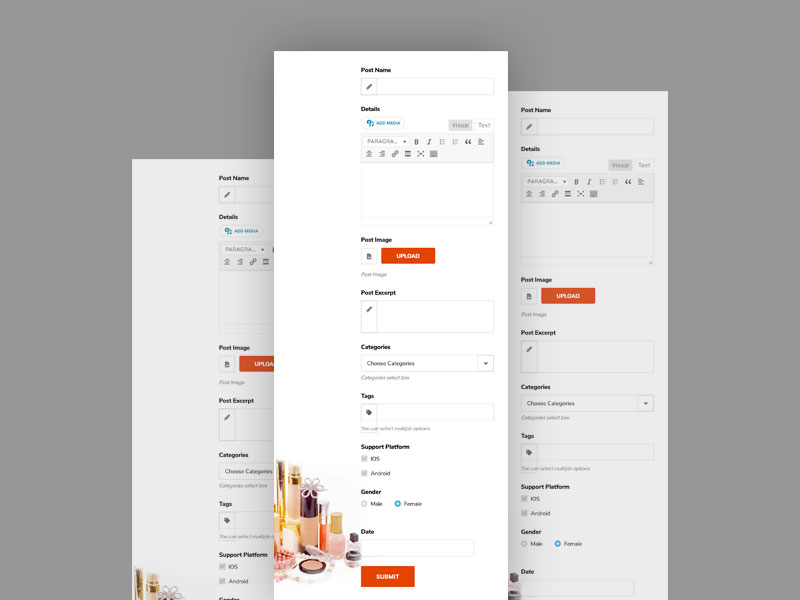 Post Name
Details
ADD MEDIA
Visual Text
PARAGRA...
B I
Post Image
UPLOAD
Post Image
Post Excerpt
Categories
Choose Categories
Categories select box
Tags
You can select multiple options
Support Platform
IOS
Android
Gender
Male Female
Date
SUBMIT
Post Name
Details
ADD MEDIA
PARAGRA...
Post Image
UPLOA
Post Image
Post Excerpt
Categories
Choose Categories
Categories select box
Tags
You can select multiple o
Support Platform
IOS
Android
Gender
Post Name
Details
ADD MEDIA
Visual Text
PARAGRA...
B I
Post Image
UPLOAD
Post Image
Post Excerpt
Categories
Choose Categories
Categories select box
Tags
You can select multiple options
Support Platform
IOS
Android
Gender
Male Female
Date